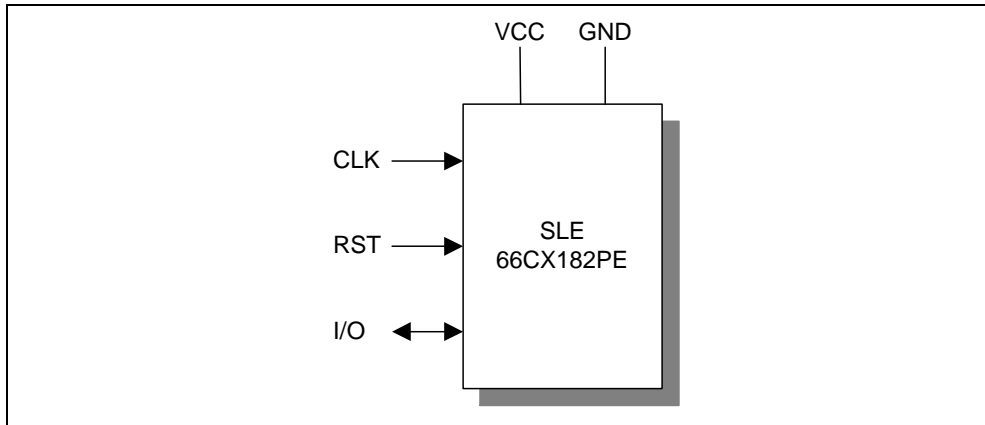 VCC GND
CLK
RST
SLE
66CX182PE
I/O